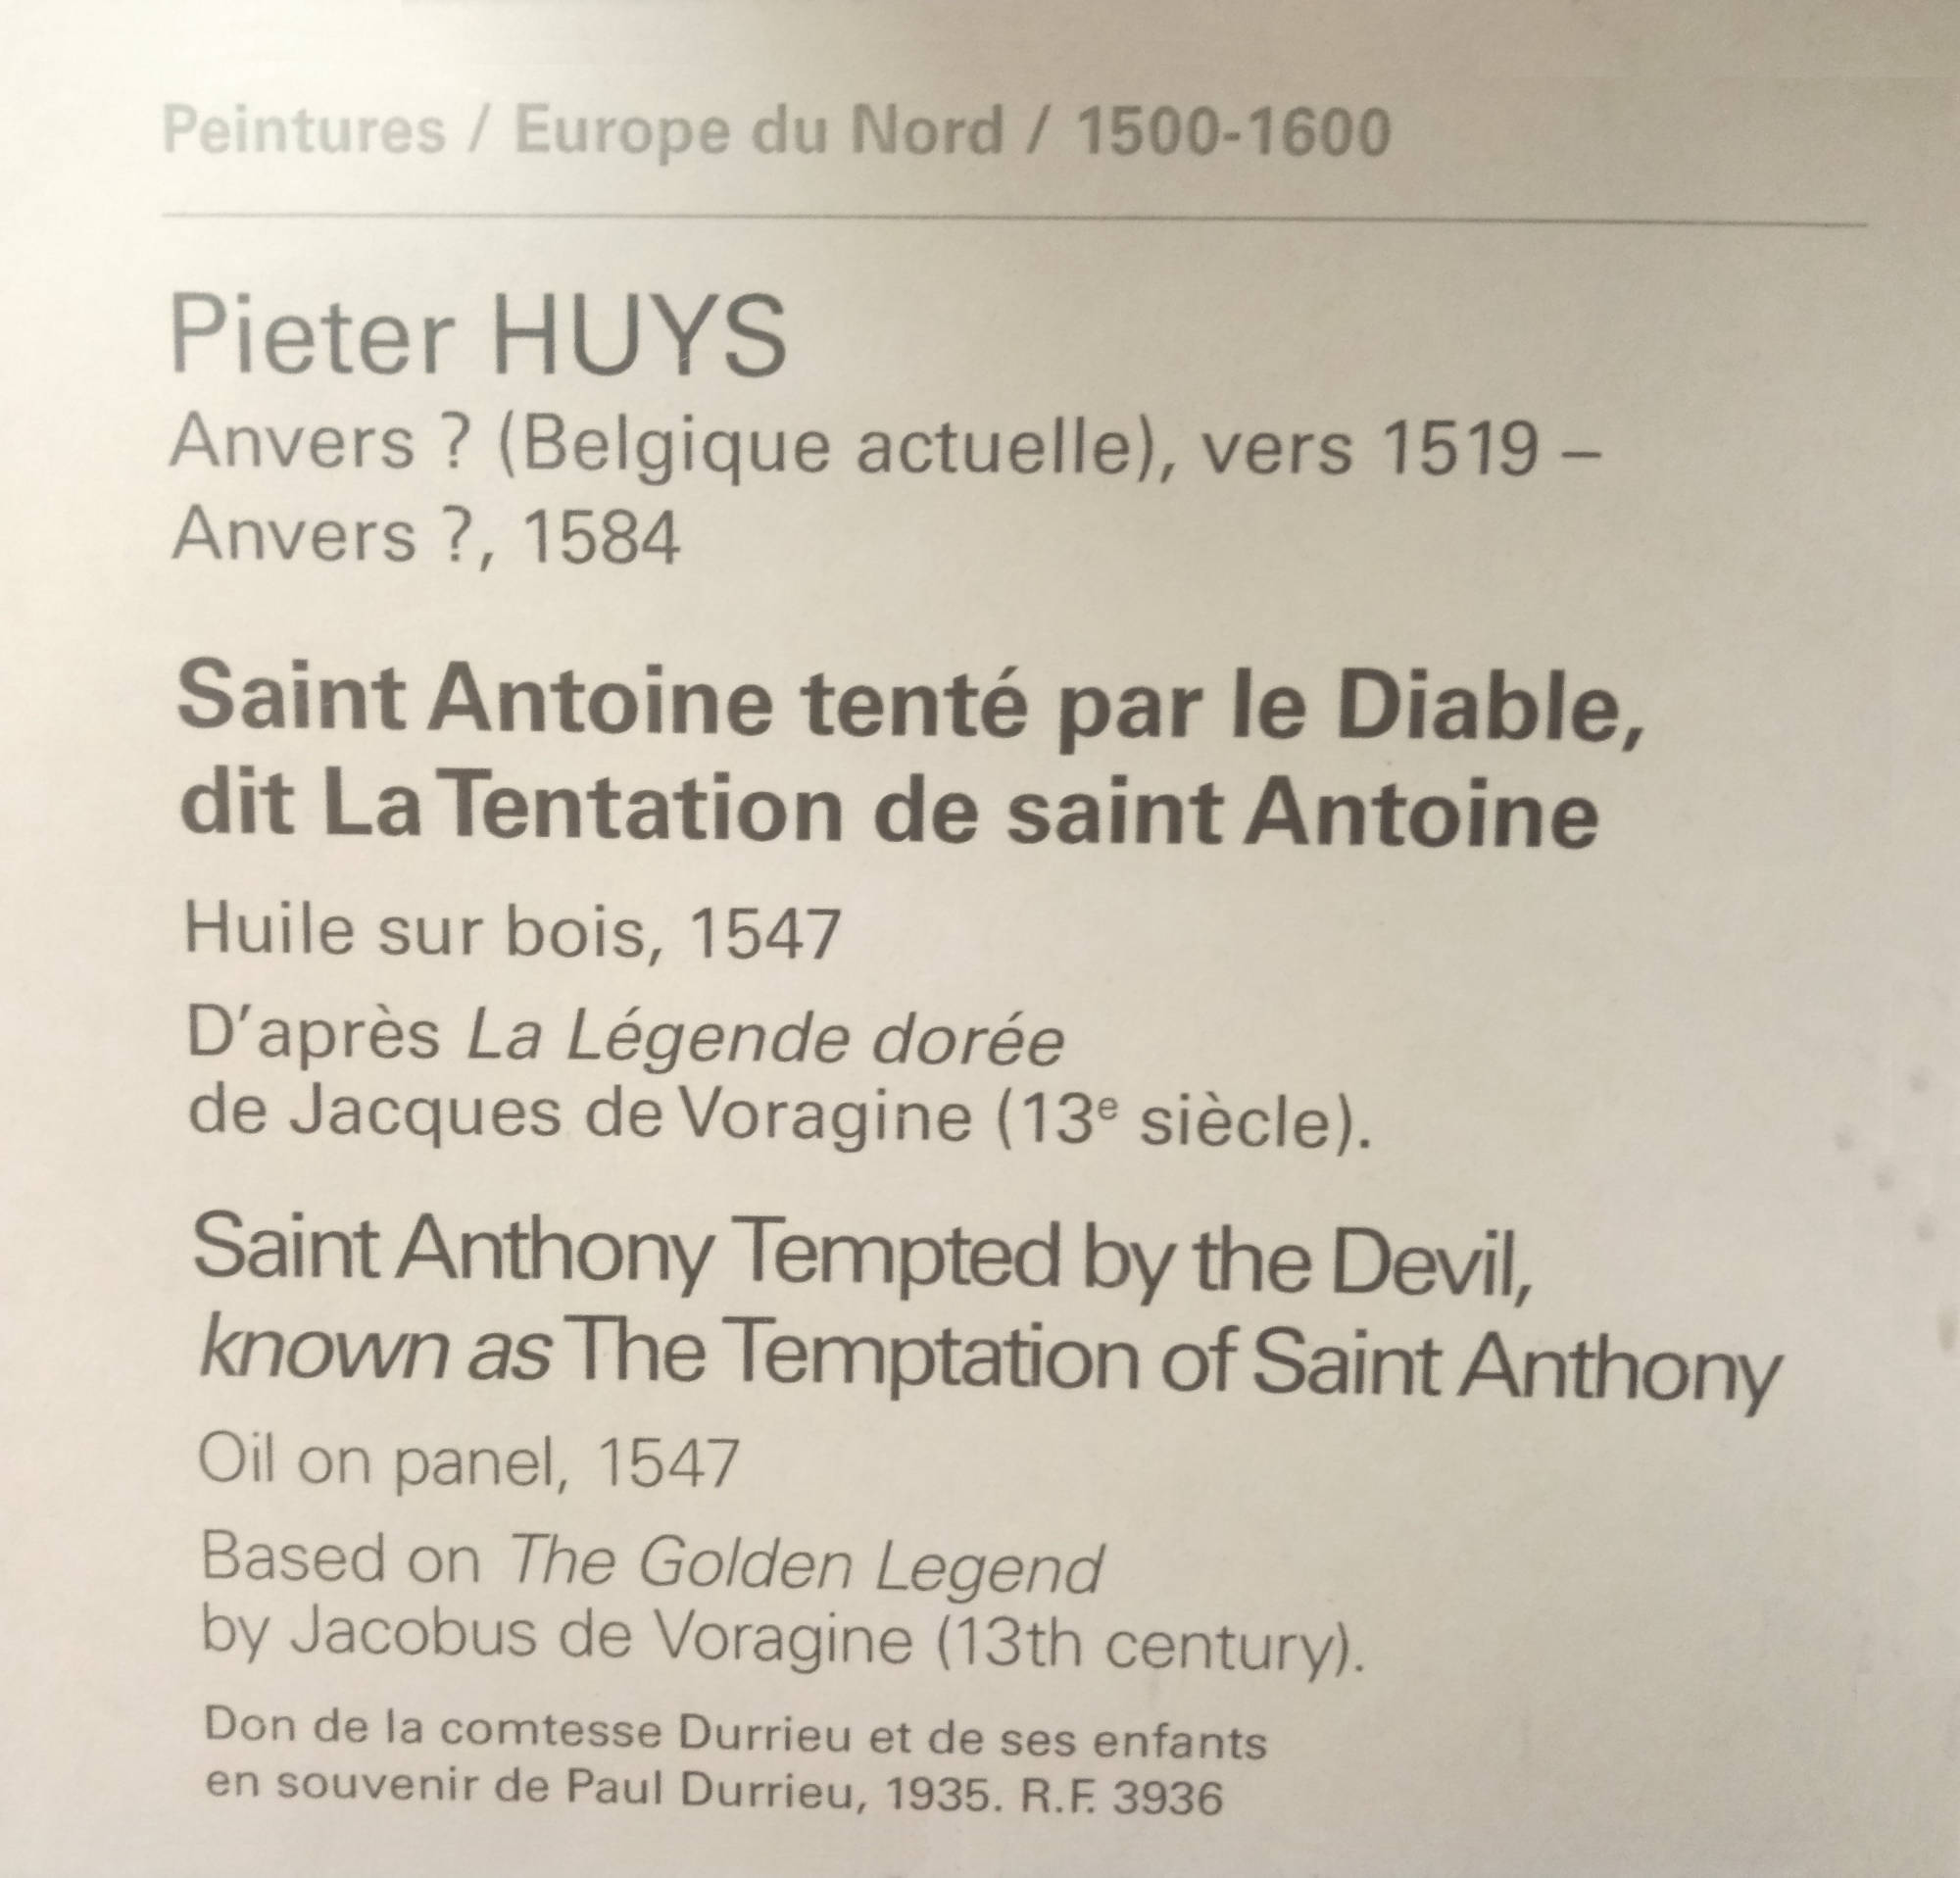 Peintures / Europe du Nord / 1500-1600
Pieter HUYS
Anvers ? (Belgique actuelle), vers 1519 –
Anvers ?, 1584
Saint Antoine tenté par le Diable,
dit La Tentation de saint Antoine
Huile sur bois, 1547
D'après La Légende dorée
de Jacques de Voragine (13e siècle).
Saint Anthony Tempted by the Devil,
known as The Temptation of Saint Anthony
Oil on panel, 1547
Based on The Golden Legend
by Jacobus de Voragine (13th century).
Don de la comtesse Durrieu et de ses enfants
en souvenir de Paul Durrieu, 1935. R.F. 3936